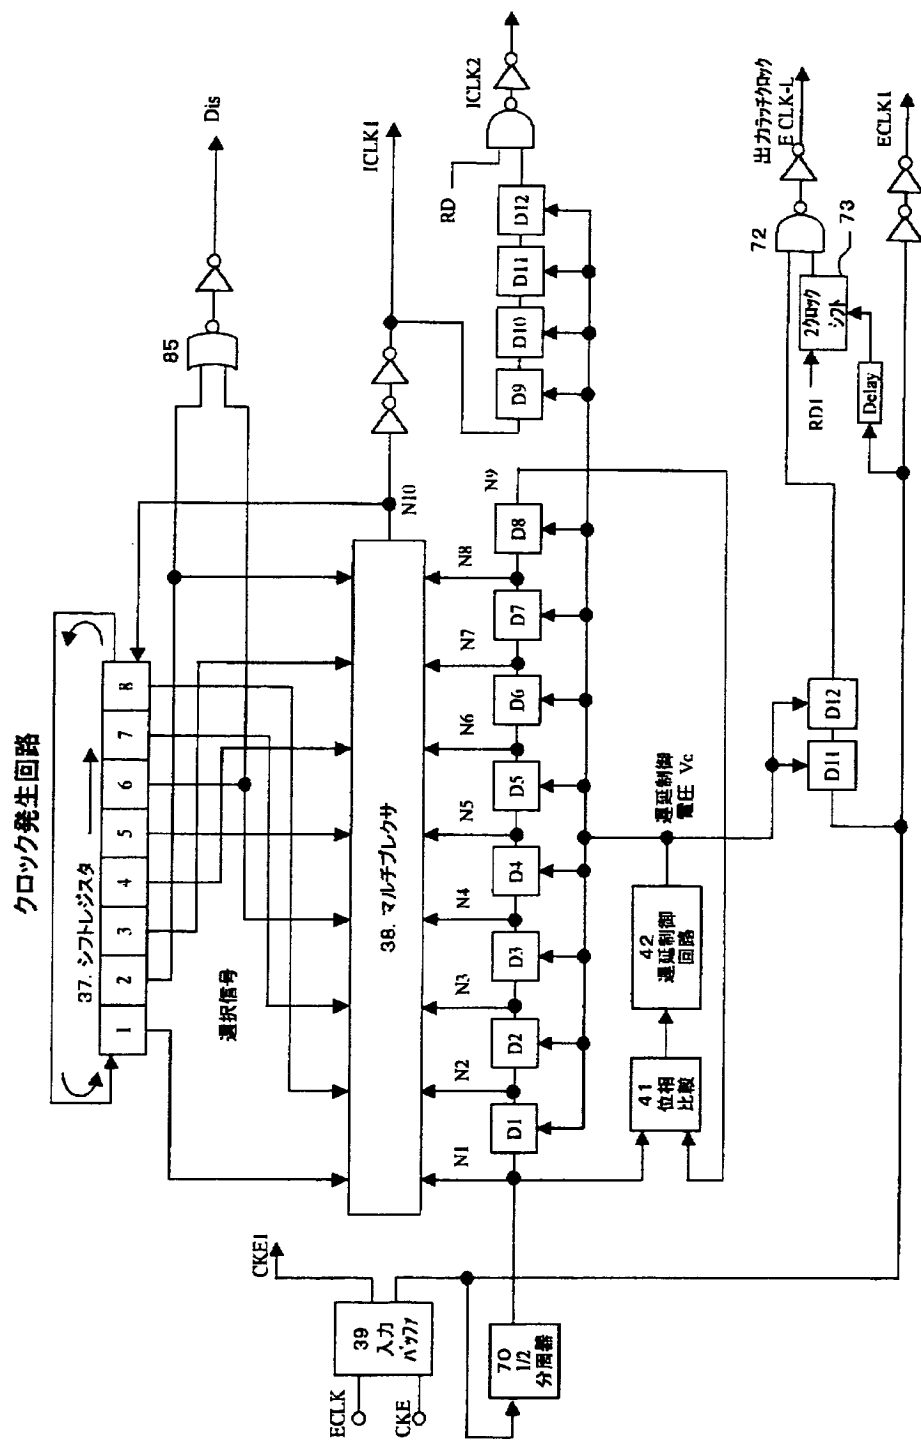 クロック発生回路
37. シフトレジスタ
1 2 3 4 5 6 7 8
選択信号
85
Dis
38. マルチプレクサ
N10
ICLK1
CKE1
ECLK
CKE
39
入力
バッファ
N1 N2 N3 N4 N5 N6 N7 N8 N9
D1 D2 D3 D4 D5 D6 D7 D8
D9 D10 D11 D12
RD
ICLK2
70
1/2
分周器
41
位相
比較
42
遅延制御
回路
遅延制御
電圧 Vc
D11 D12
RD1
2クロック
シフト
73
Delay
72
出力ラッチクロック
E CLK-L
ECLK1